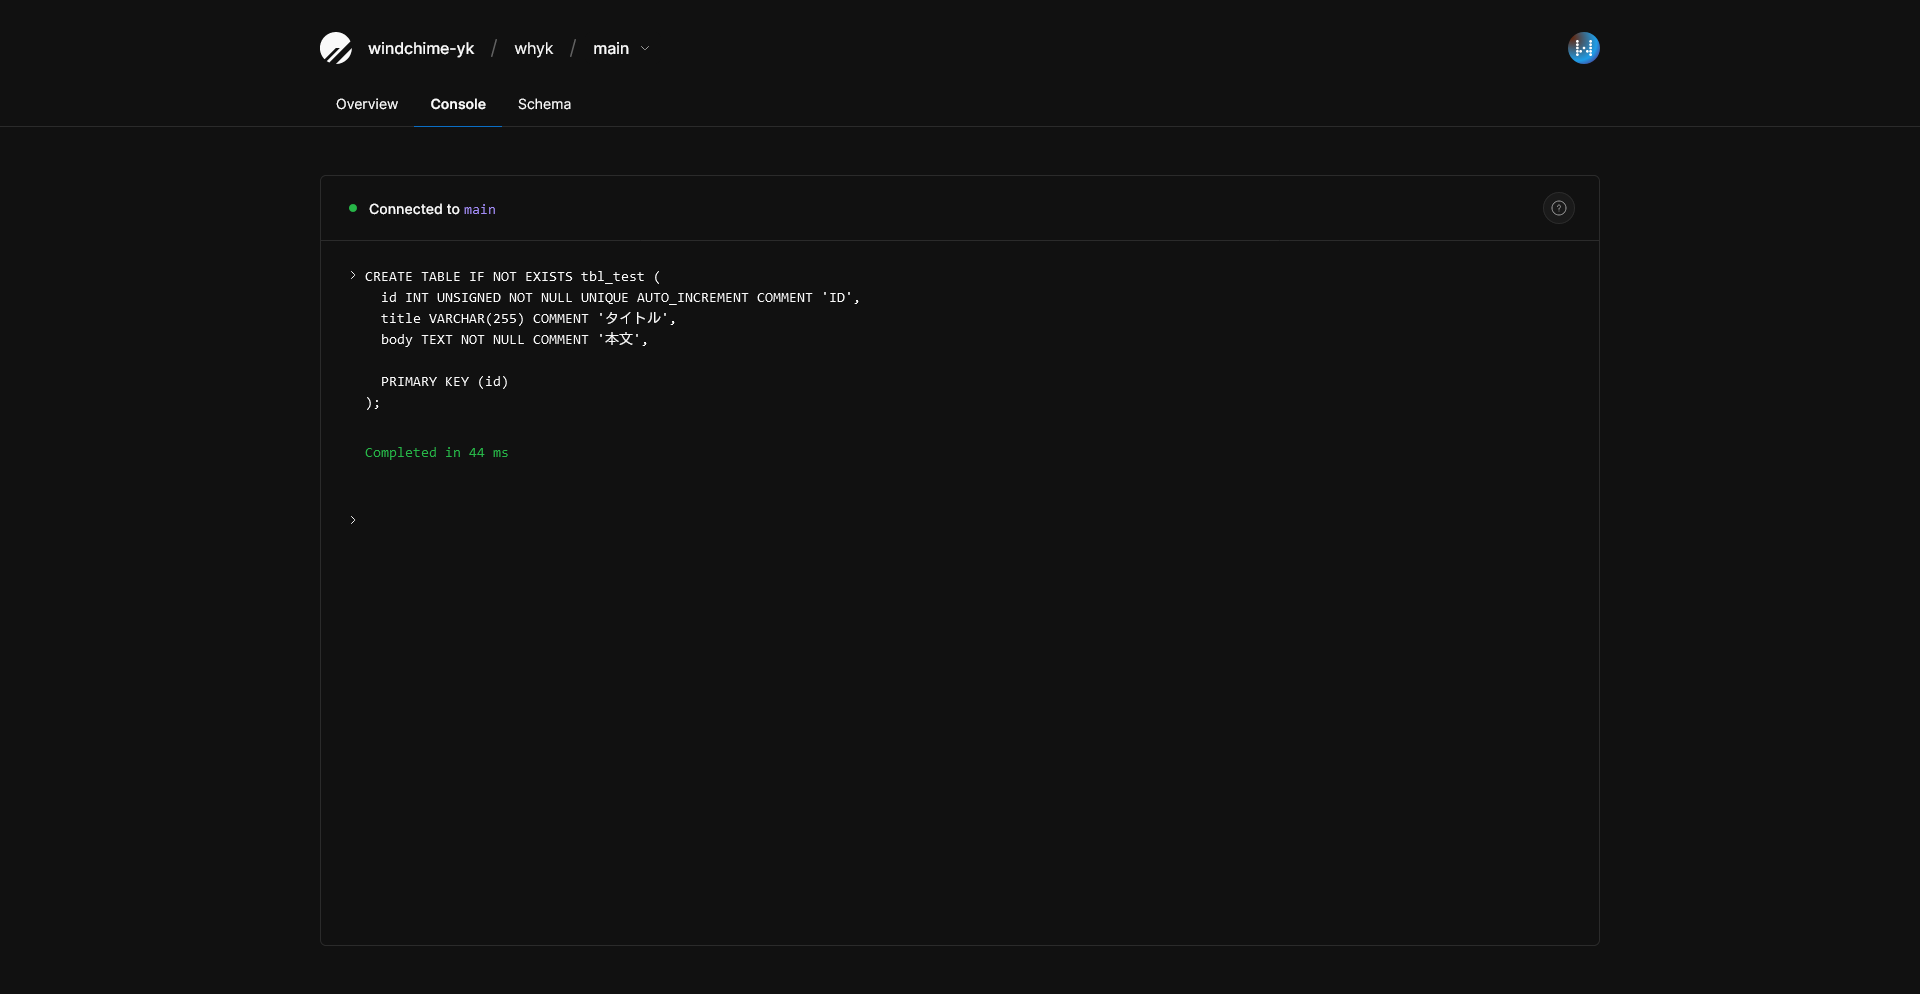 windchime-yk / whyk / main
Overview Console Schema
Connected to main
CREATE TABLE IF NOT EXISTS tbl_test (
id INT UNSIGNED NOT NULL UNIQUE AUTO_INCREMENT COMMENT 'ID',
title VARCHAR(255) COMMENT 'タイトル',
body TEXT NOT NULL COMMENT '本文',
PRIMARY KEY (id)
);
Completed in 44 ms